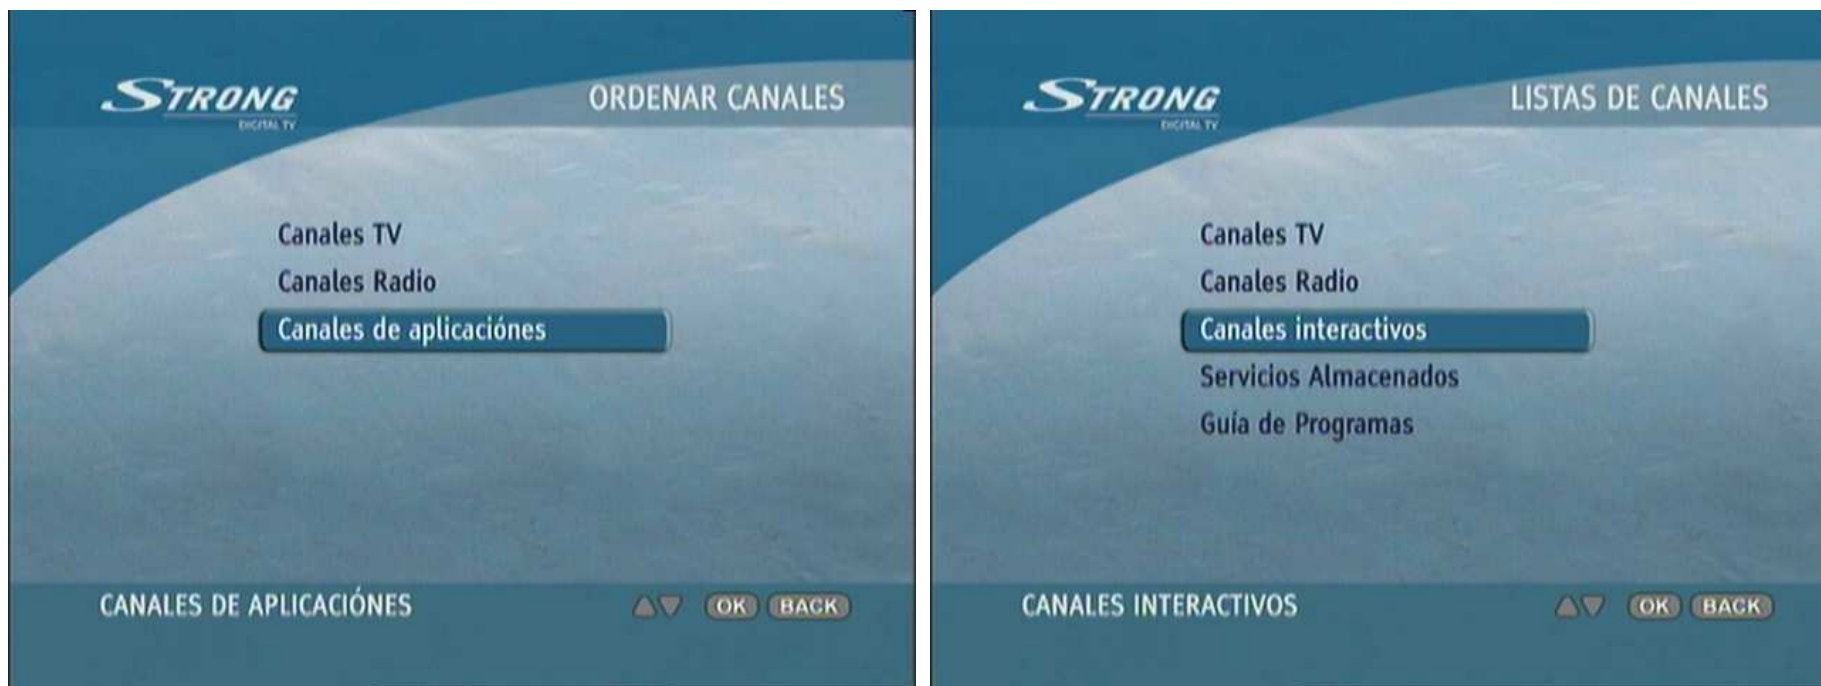 STRONG
DIGITAL TV
ORDENAR CANALES
Canales TV
Canales Radio
Canales de aplicaciónes
CANALES DE APLICACIÓNES
OK
BACK
STRONG
DIGITAL TV
LISTAS DE CANALES
Canales TV
Canales Radio
Canales interactivos
Servicios Almacenados
Guía de Programas
CANALES INTERACTIVOS
OK
BACK